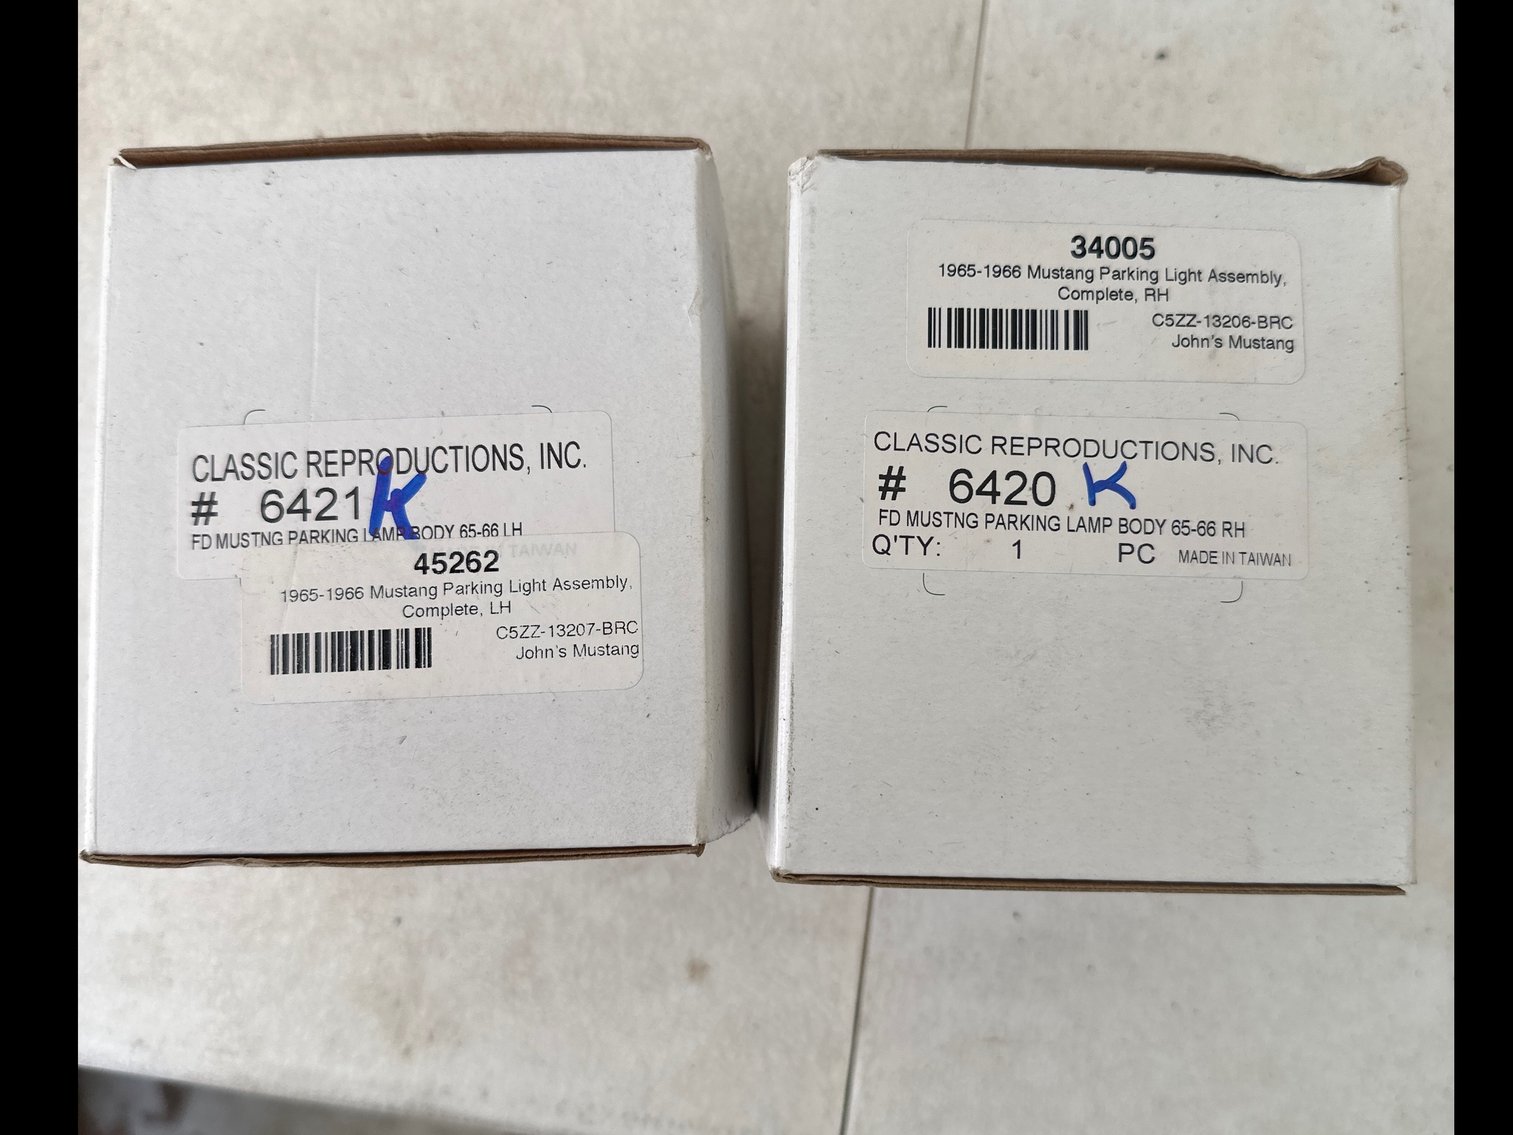 CLASSIC REPRODUCTIONS, INC.
# 6421 K
FD MUSTNG PARKING LAMP BODY 65-66 LH
TAIWAN
45262
1965-1966 Mustang Parking Light Assembly,
Complete, LH
C5ZZ-13207-BRC
John's Mustang
34005
1965-1966 Mustang Parking Light Assembly,
Complete, RH
C5ZZ-13206-BRC
John's Mustang
CLASSIC REPRODUCTIONS, INC.
# 6420 K
FD MUSTNG PARKING LAMP BODY 65-66 RH
Q'TY: 1 PC MADE IN TAIWAN